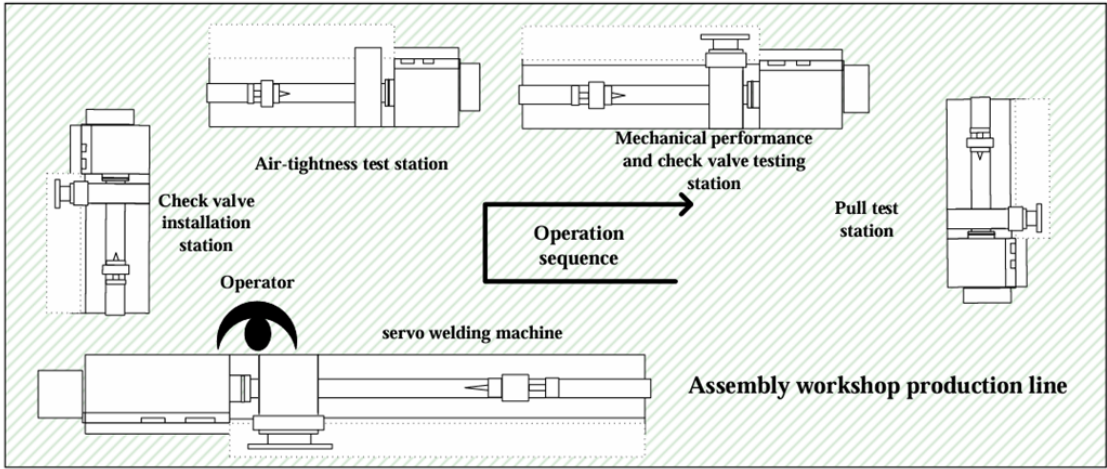 Air-tightness test station
Mechanical performance
and check valve testing
station
Check valve
installation
station
Pull test
station
Operation
sequence
Operator
servo welding machine
Assembly workshop production line